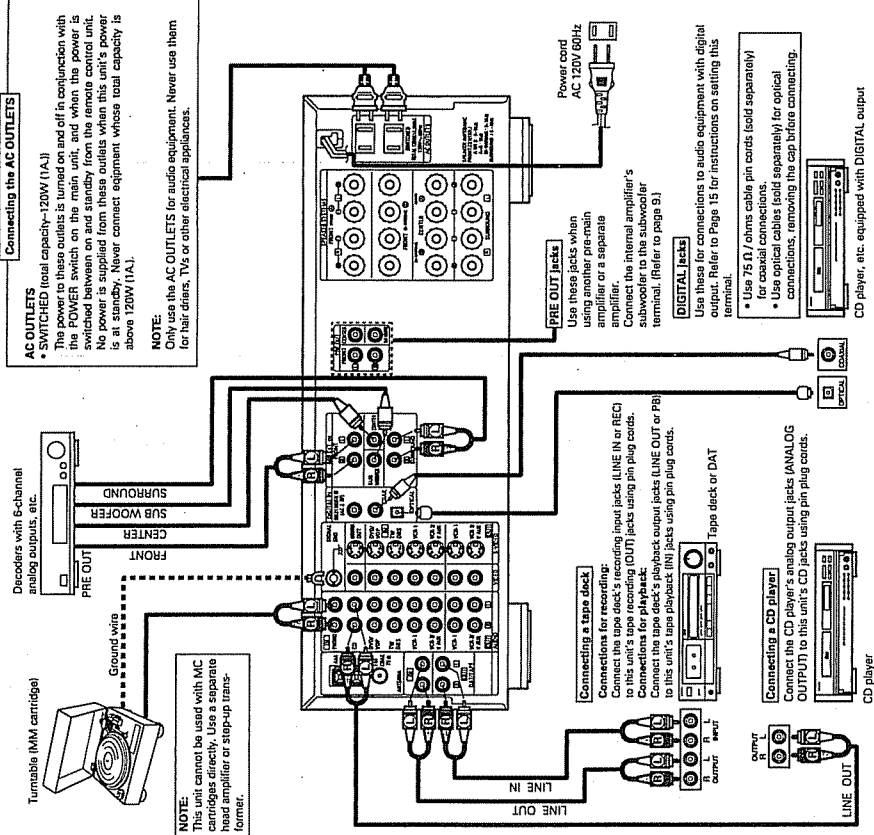 Connecting the AC OUTLETS
AC OUTLETS
• SWITCHED (total capacity–120W (1A.)
The power to these outlets is turned on and off in conjunction with
the POWER switch on the main unit, and when the power is
switched between on and standby from the remote control unit.
No power is supplied from these outlets when this unit's power
is at standby. Never connect eqipment whose total capacity is
above 120W (1A.).
NOTE:
Only use the AC OUTLETS for audio equipment. Never use them
for hair driers, TVs or other electrical appliances.
Decoders with 6-channel
analog outputs, etc.
PRE OUT
FRONT
CENTER
SUB WOOFER
SURROUND
Turntable (MM cartridge)
Ground wire
NOTE:
This unit cannot be used with MC
cartridges directly. Use a separate
head amplifier or step-up trans-
former.
Power cord
AC 120V 60Hz
PRE OUT jacks
Use these jacks when
using another pre-main
amplifier or a separate
amplifier.
Connect the internal amplifier's
subwoofer to the subwoofer
terminal. (Refer to page 9.)
DIGITAL jacks
Use these for connections to audio equipment with digital
output. Refer to Page 15 for instructions on setting this
terminal.
• Use 75 Ω / ohms cable pin cords (sold separately)
for coaxial connections.
• Use optical cables (sold separately) for optical
connections, removing the cap brfore connecting.
COAXIAL
OPTICAL
CD player, etc. equipped with DIGITAL output
Connecting a tape deck
Connections for recording:
Connect the tape deck's recording input jacks (LINE IN or REC)
to this unit's tape recording (OUT) jacks using pin plug cords.
Connections for playback:
Connect the tape deck's playback output jacks (LINE OUT or PB)
to this unit's tape playback (IN) jacks using pin plug cords.
Tape deck or DAT
LINE IN
LINE OUT
L
R
L
R
INPUT
OUTPUT
Connecting a CD player
Connect the CD player's analog output jacks (ANALOG
OUTPUT) to this unit's CD jacks using pin plug cords.
CD player
OUTPUT
L
R
LINE OUT